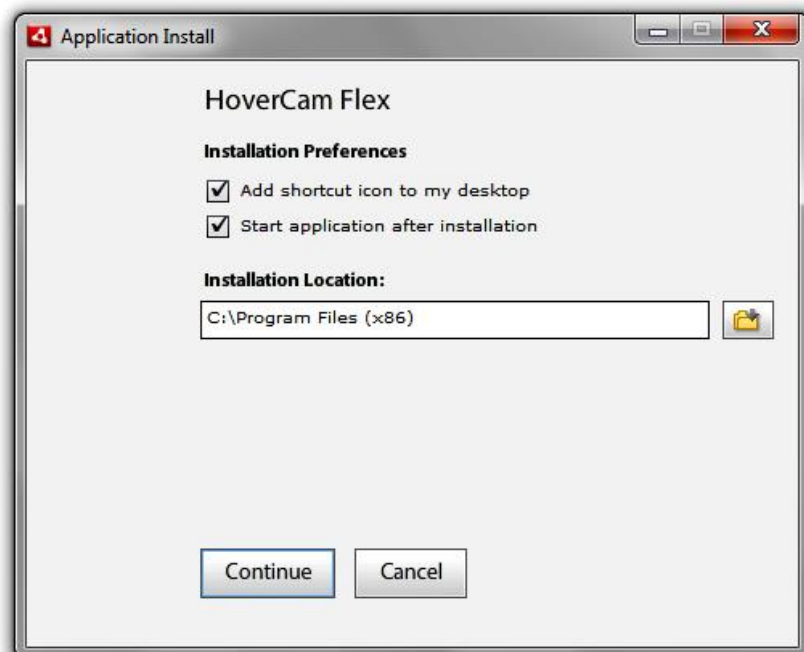 Application Install
HoverCam Flex
Installation Preferences
Add shortcut icon to my desktop
Start application after installation
Installation Location:
C:\Program Files (x86)
Continue Cancel